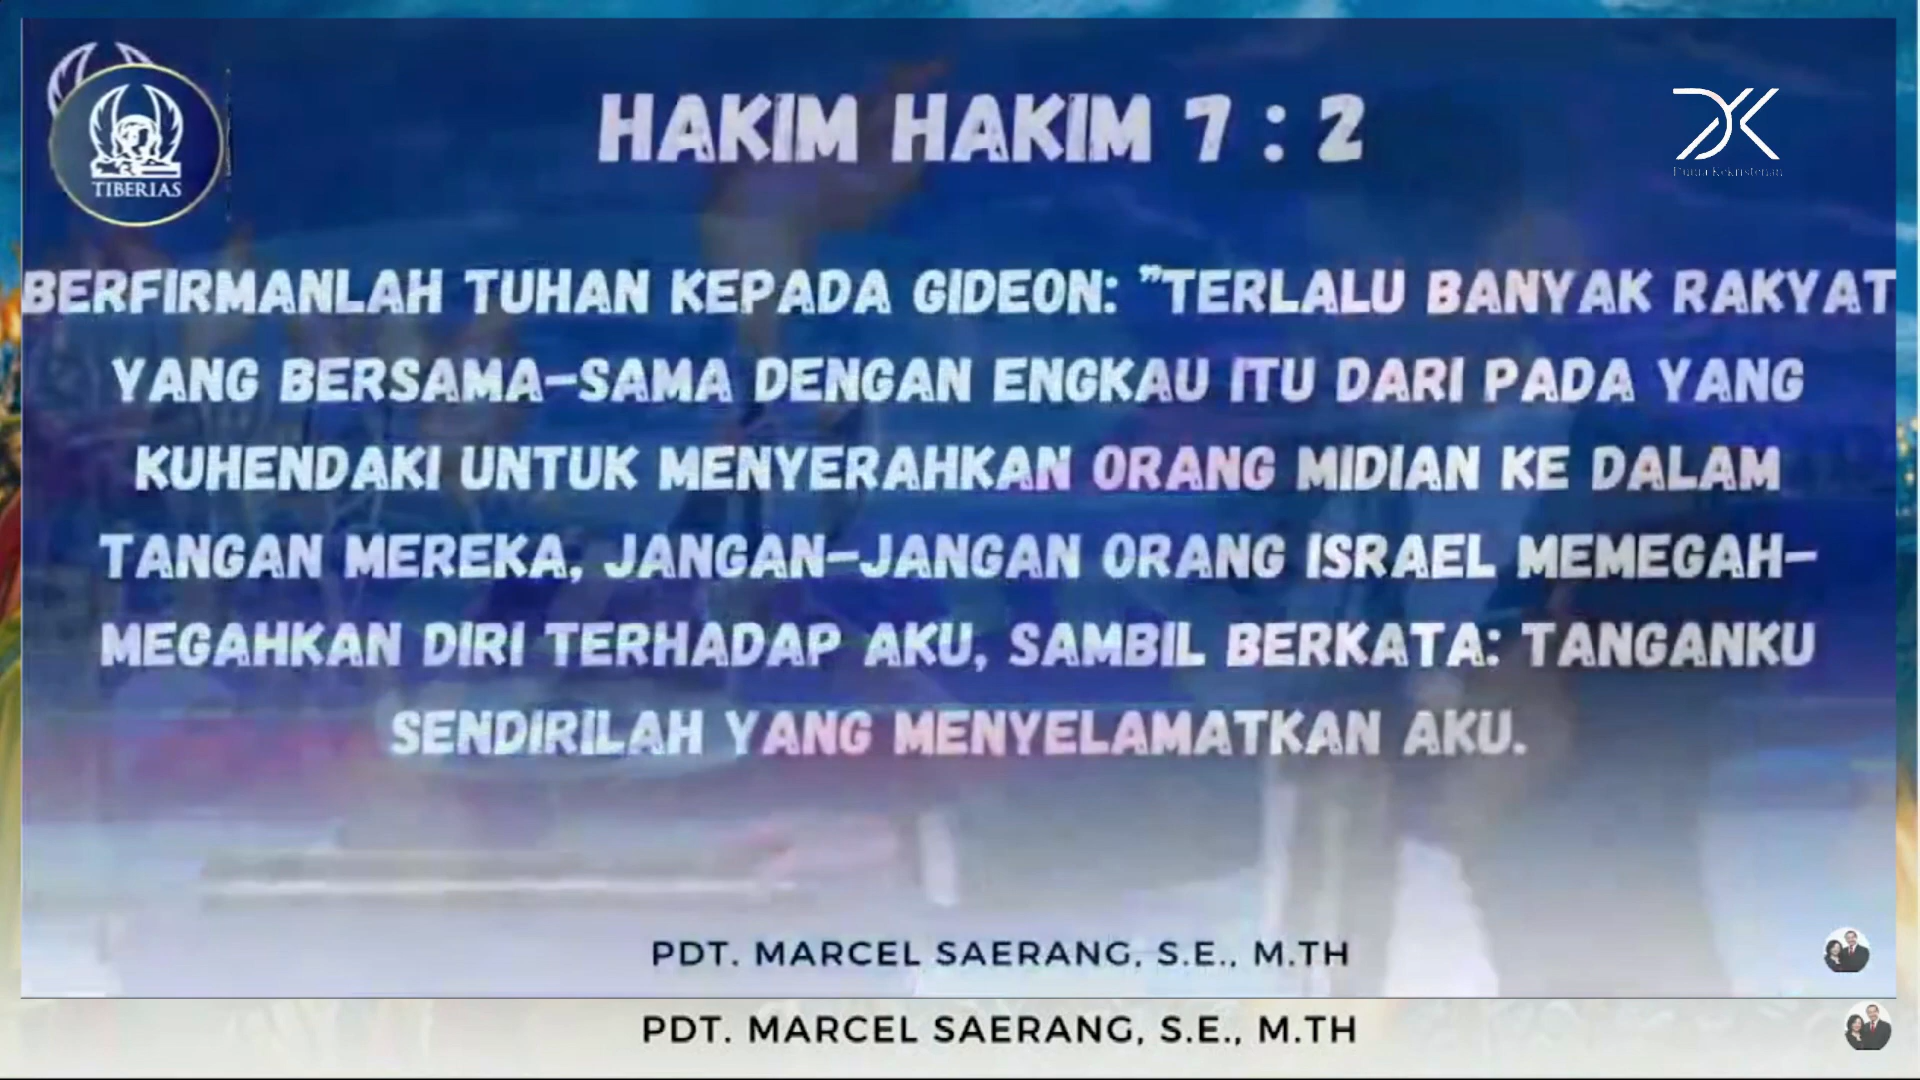 TIBERIAS
HAKIM HAKIM 7 : 2
Dunia Kekristenan
BERFIRMANLAH TUHAN KEPADA GIDEON: "TERLALU BANYAK RAKYAT
YANG BERSAMA-SAMA DENGAN ENGKAU ITU DARI PADA YANG
KUHENDAKI UNTUK MENYERAHKAN ORANG MIDIAN KE DALAM
TANGAN MEREKA, JANGAN-JANGAN ORANG ISRAEL MEMEGAH-
MEGAHKAN DIRI TERHADAP AKU, SAMBIL BERKATA: TANGANKU
SENDIRILAH YANG MENYELAMATKAN AKU.
PDT. MARCEL SAERANG, S.E., M.TH
PDT. MARCEL SAERANG, S.E., M.TH